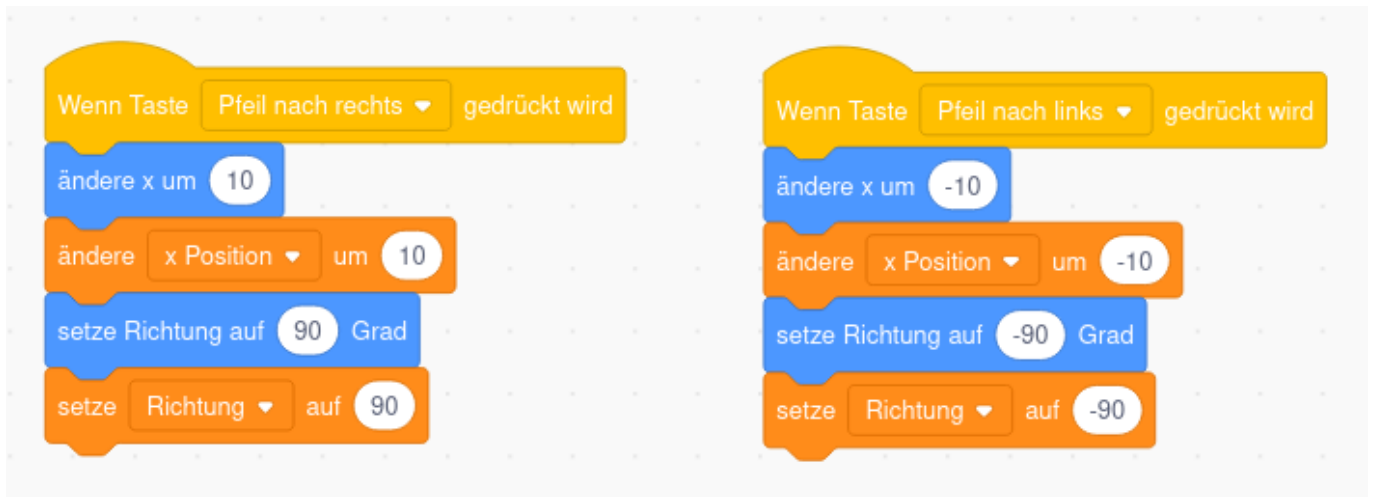 Wenn Taste Pfeil nach rechts gedrückt wird
ändere x um 10
ändere x Position um 10
setze Richtung auf 90 Grad
setze Richtung auf 90
Wenn Taste Pfeil nach links gedrückt wird
ändere x um -10
ändere x Position um -10
setze Richtung auf -90 Grad
setze Richtung auf -90